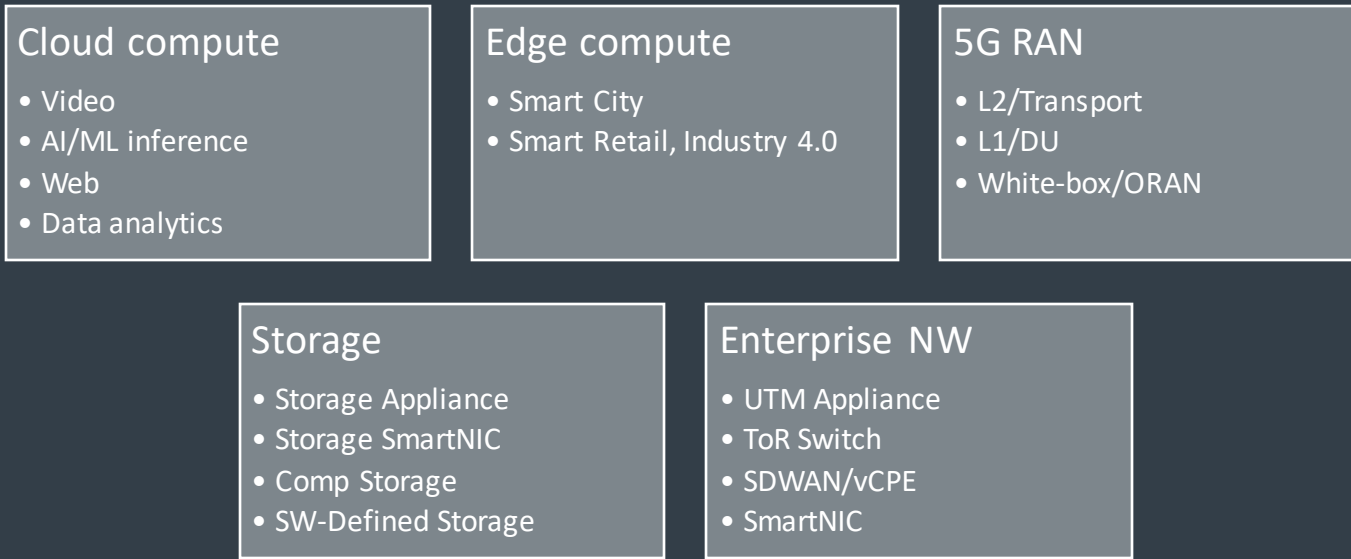 Cloud compute
• Video
• AI/ML inference
• Web
• Data analytics
Edge compute
• Smart City
• Smart Retail, Industry 4.0
5G RAN
• L2/Transport
• L1/DU
• White-box/ORAN
Storage
• Storage Appliance
• Storage SmartNIC
• Comp Storage
• SW-Defined Storage
Enterprise NW
• UTM Appliance
• ToR Switch
• SDWAN/vCPE
• SmartNIC